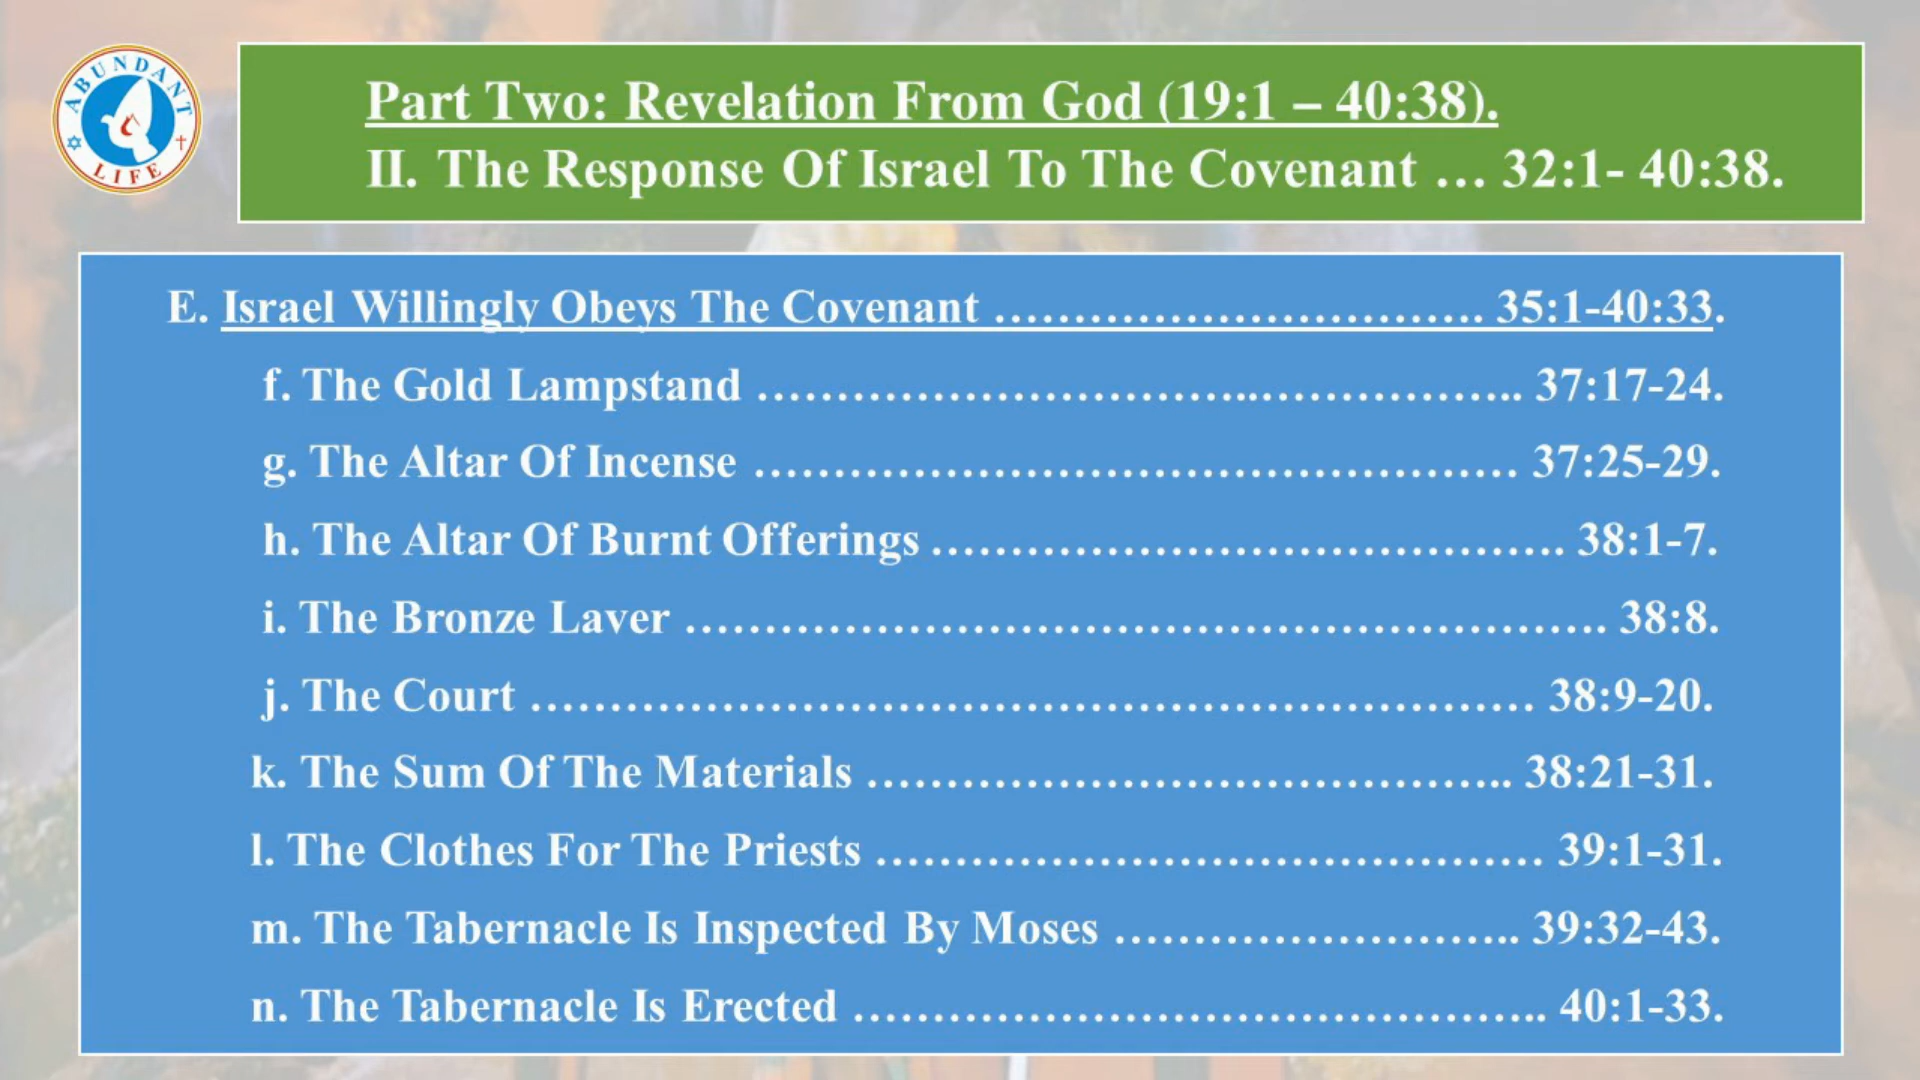 ABUNDANT
LIFE
Part Two: Revelation From God (19:1 – 40:38).
II. The Response Of Israel To The Covenant … 32:1- 40:38.
E. Israel Willingly Obeys The Covenant …………………………. 35:1-40:33.
f. The Gold Lampstand …………………………..…………….. 37:17-24.
g. The Altar Of Incense ………………………………………… 37:25-29.
h. The Altar Of Burnt Offerings …………………………………. 38:1-7.
i. The Bronze Laver …………………………………………………. 38:8.
j. The Court ……………………………………………………… 38:9-20.
k. The Sum Of The Materials ………………………………….. 38:21-31.
l. The Clothes For The Priests …………………………………… 39:1-31.
m. The Tabernacle Is Inspected By Moses …………………….. 39:32-43.
n. The Tabernacle Is Erected …………………………………….. 40:1-33.